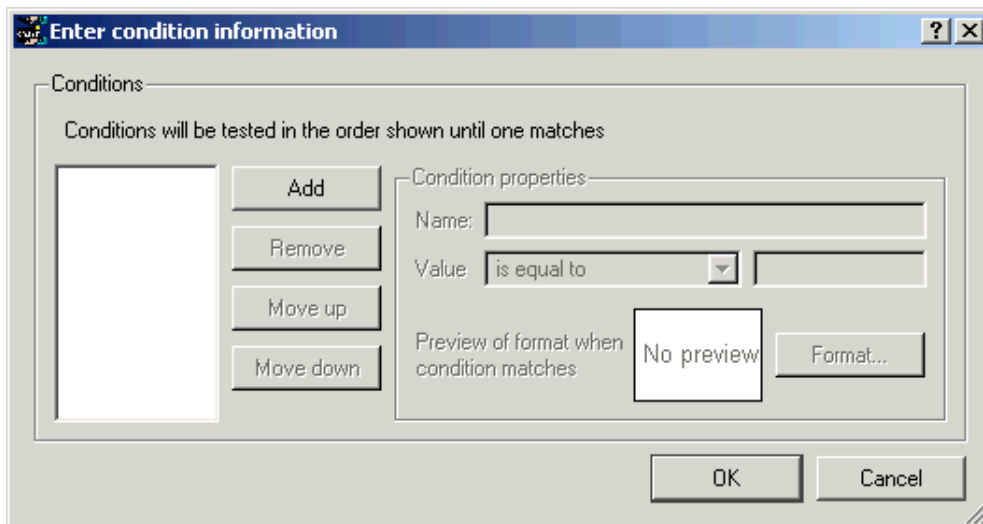 Enter condition information
Conditions
Conditions will be tested in the order shown until one matches
Add
Remove
Move up
Move down
Condition properties
Name:
Value is equal to
Preview of format when
condition matches
No preview
Format...
OK
Cancel